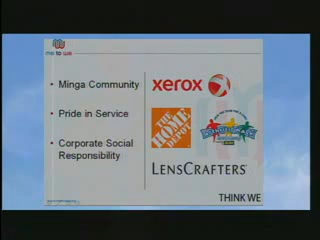 me to we
• Minga Community
• Pride in Service
• Corporate Social
Responsibility
xerox
THE
HOME
DEPOT
LENSCRAFTERS
THINK WE